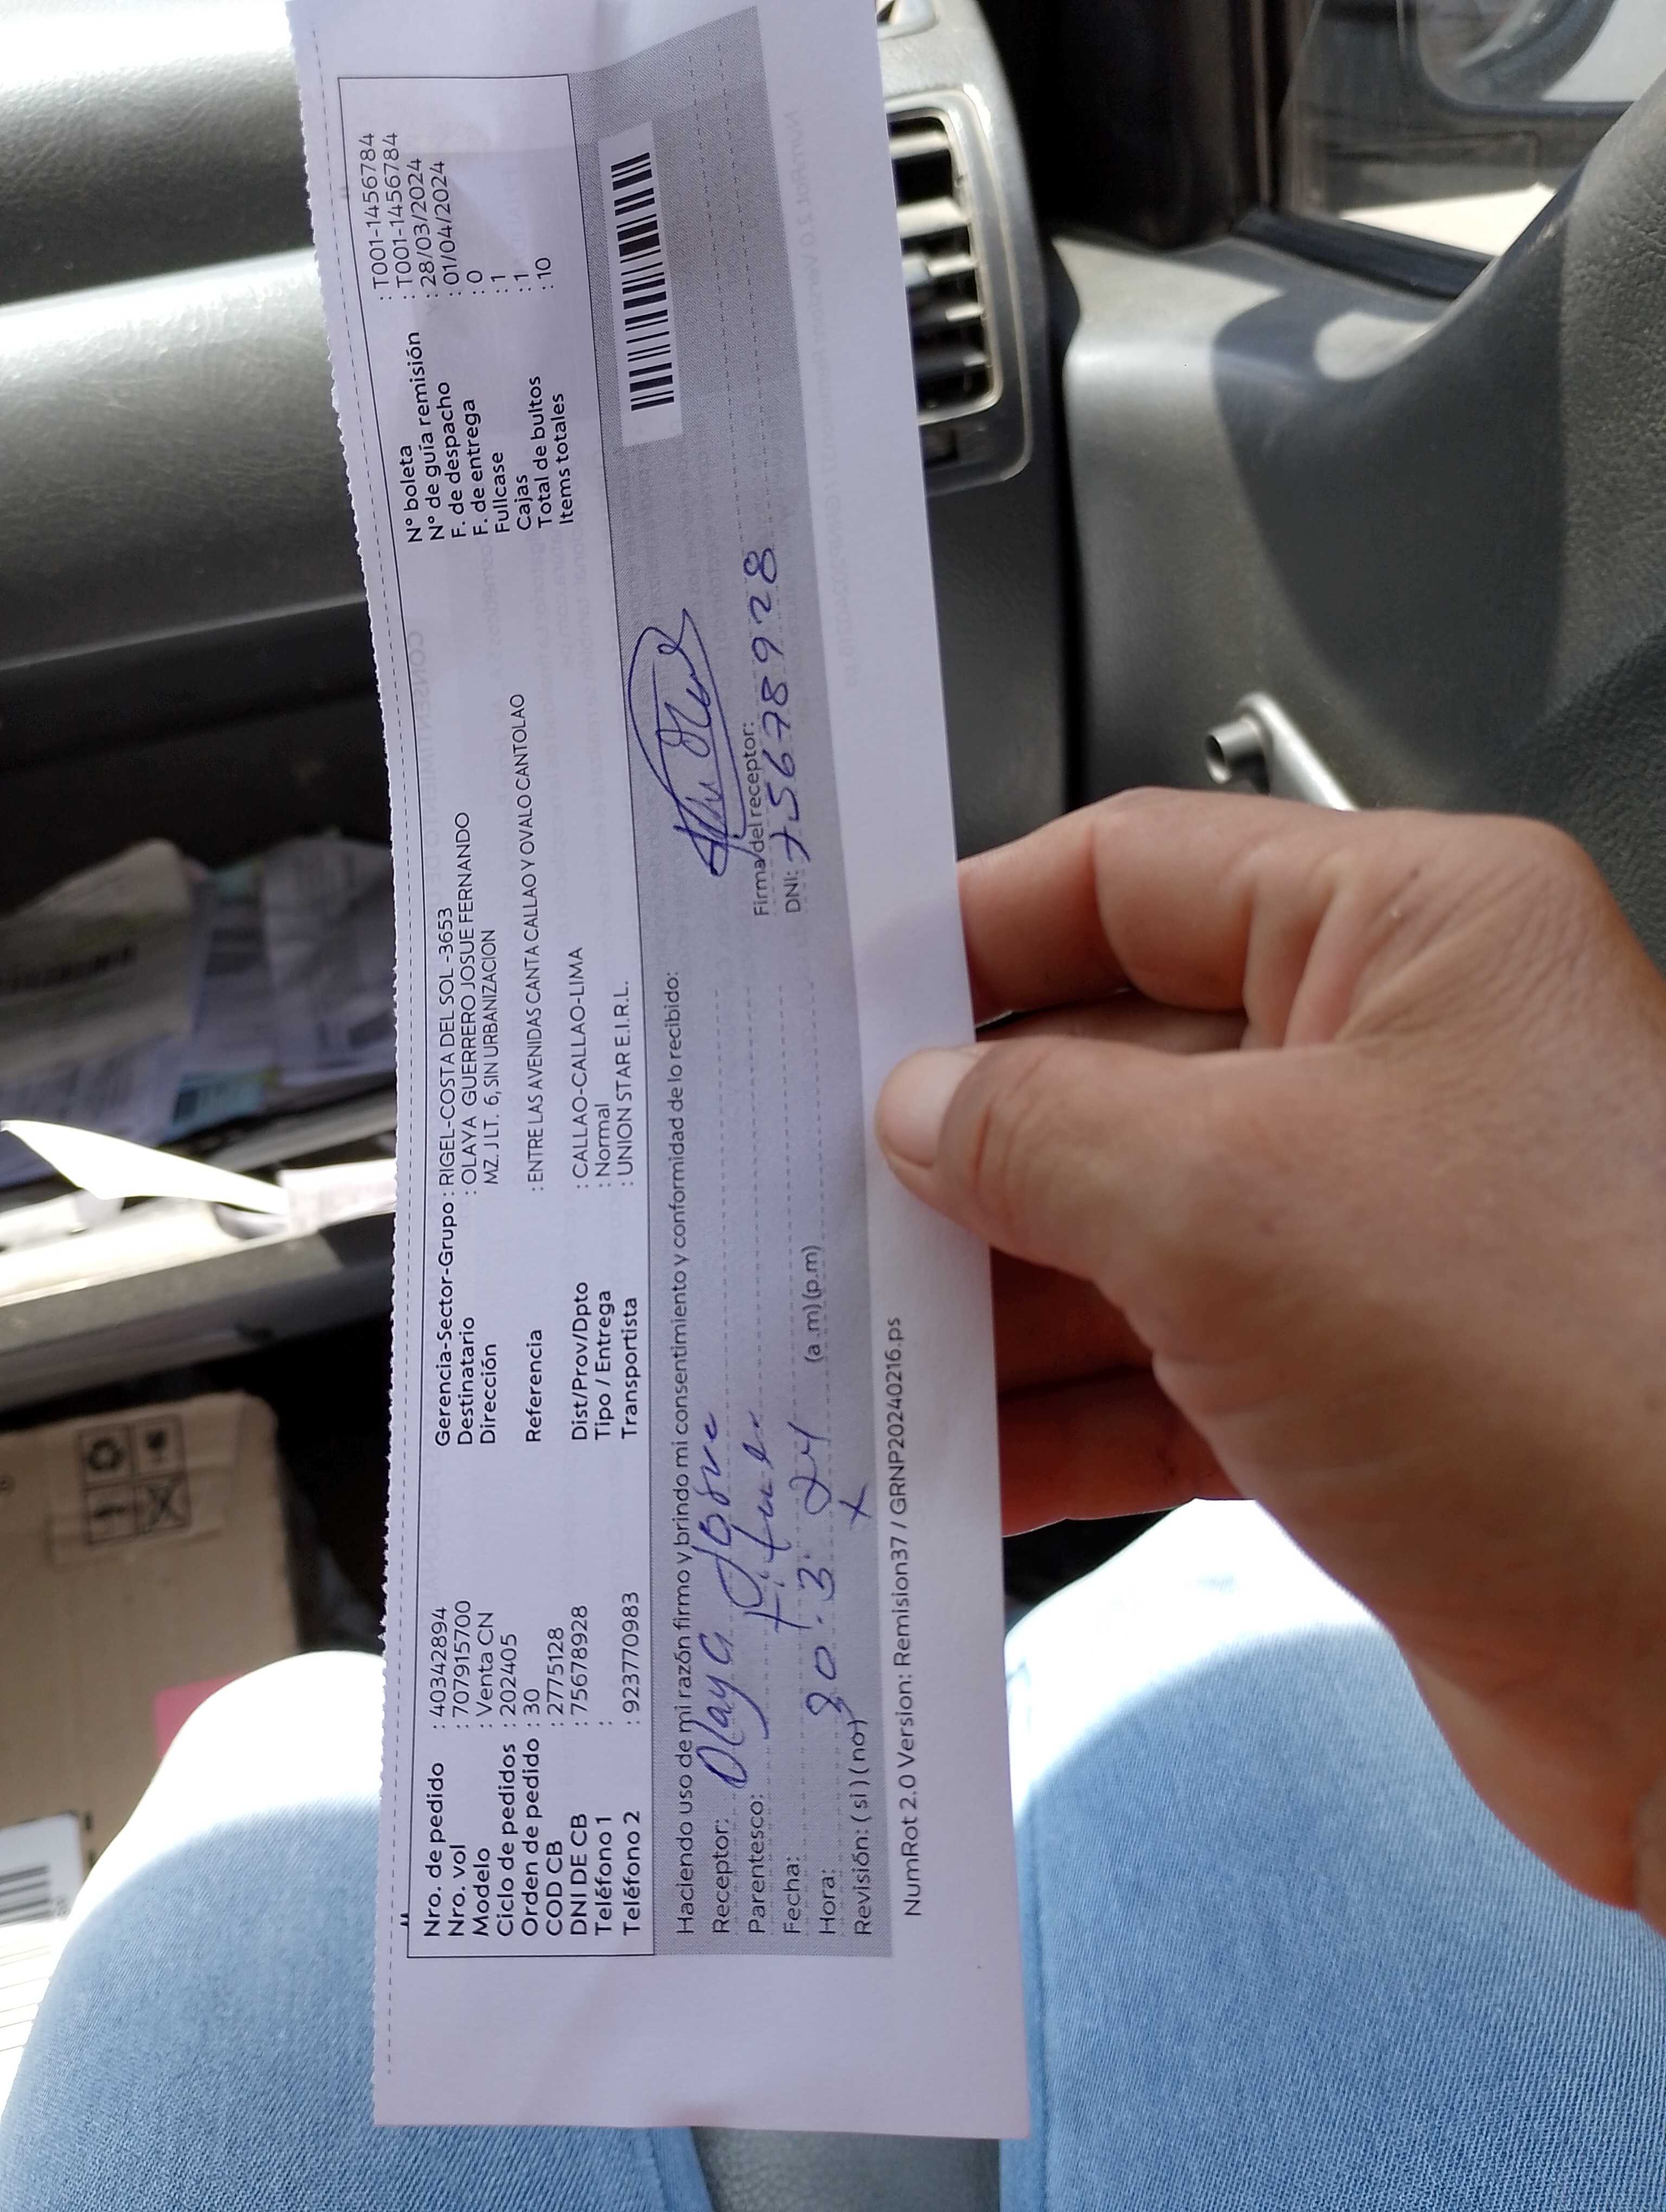 Nro. de pedido : 40342894
Nro. vol : 707915700
Modelo : Venta CN
Ciclo de pedidos : 202405
Orden de pedido : 30
COD CB : 2775128
DNI DE CB : 75678928
Teléfono 1 :
Teléfono 2 : 923770983
Gerencia-Sector-Grupo : RIGEL-COSTA DEL SOL -3653
Destinatario : OLAYA GUERRERO JOSUE FERNANDO
Dirección MZ. J LT. 6, SIN URBANIZACION
Referencia : ENTRE LAS AVENIDAS CANTA CALLAO Y OVALO CANTOLAO
Dist/Prov/Dpto : CALLAO-CALLAO-LIMA
Tipo / Entrega : Normal
Transportista : UNION STAR E.I.R.L.
N° boleta : T001-1456784
N° de guía remisión : T001-1456784
F. de despacho : 28/03/2024
F. de entrega : 01/04/2024
Fullcase : 0
Cajas : 1
Total de bultos : 1
Items totales : 10
Haciendo uso de mi razón firmo y brindo mi consentimiento y conformidad de lo recibido:
Receptor: Olaya Josue
Parentesco:
Fecha: 30. 3. 24
Hora: (a.m)(p.m)
Revisión: (si)(no) x
Firma del receptor:
DNI: 75678928
NumRot 2.0 Version: Remision37 / GRNP20240216.ps